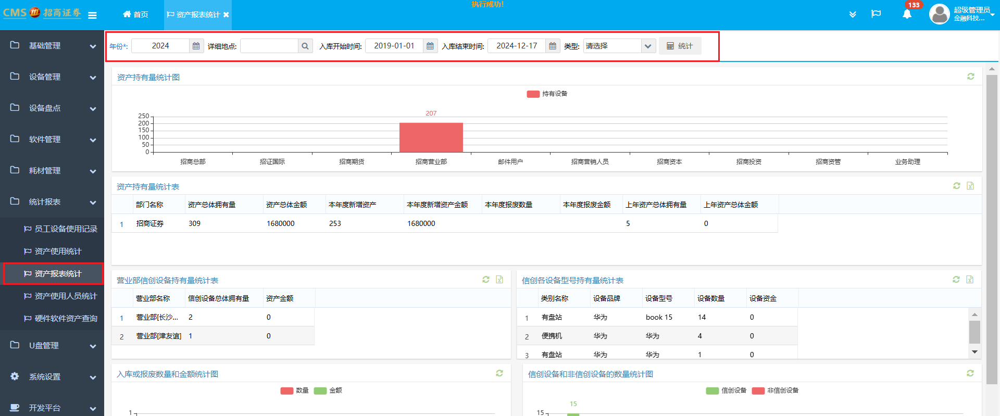 执行成功!
CMS 招商证券
首页
资产报表统计
133
超级管理员
金融科技...
基础管理
设备管理
设备盘点
软件管理
耗材管理
统计报表
员工设备使用记录
资产使用统计
资产报表统计
资产使用人员统计
硬件软件资产查询
U盘管理
系统设置
开发平台
年份*: 2024 详细地点: 入库开始时间: 2019-01-01 入库结束时间: 2024-12-17 类型: 请选择 统计
资产持有量统计图
持有设备
207
250
200
150
100
50
0
招商总部 招证国际 招商期货 招商营业部 邮件用户 招商营销人员 招商资本 招商投资 招商资管 业务助理
资产持有量统计表
部门名称 资产总体拥有量 资产总体金额 本年度新增资产 本年度新增资产金额 本年度报废数量 本年度报废金额 上年资产总体拥有量 上年资产总体金额
1 招商证券 309 1680000 253 1680000 5 0
营业部信创设备持有量统计表
营业部名称 信创设备总体拥有量 资产金额
1 营业部[长沙... 2 0
2 营业部[津友谊] 1 0
信创各设备型号持有量统计表
类别名称 设备品牌 设备型号 设备数量 设备资金
1 有盘站 华为 book 15 14 0
2 便携机 华为 华为 4 0
3 有盘站 华为 华为 1 0
入库或报废数量和金额统计图
数量 金额
1
信创设备和非信创设备的数量统计图
信创设备 非信创设备
15
15